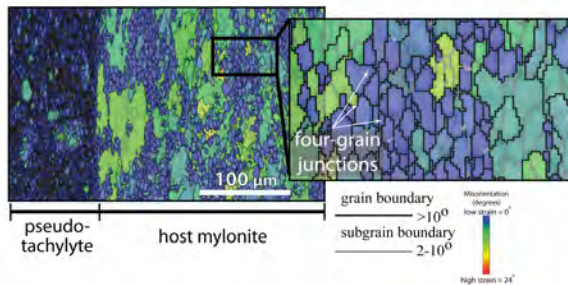 four-grain
junctions
100 µm
pseudo-
tachylyte
host mylonite
grain boundary
>10°
subgrain boundary
2-10°
Misorientation
(degrees)
low strain = 0°
high strain = 24°